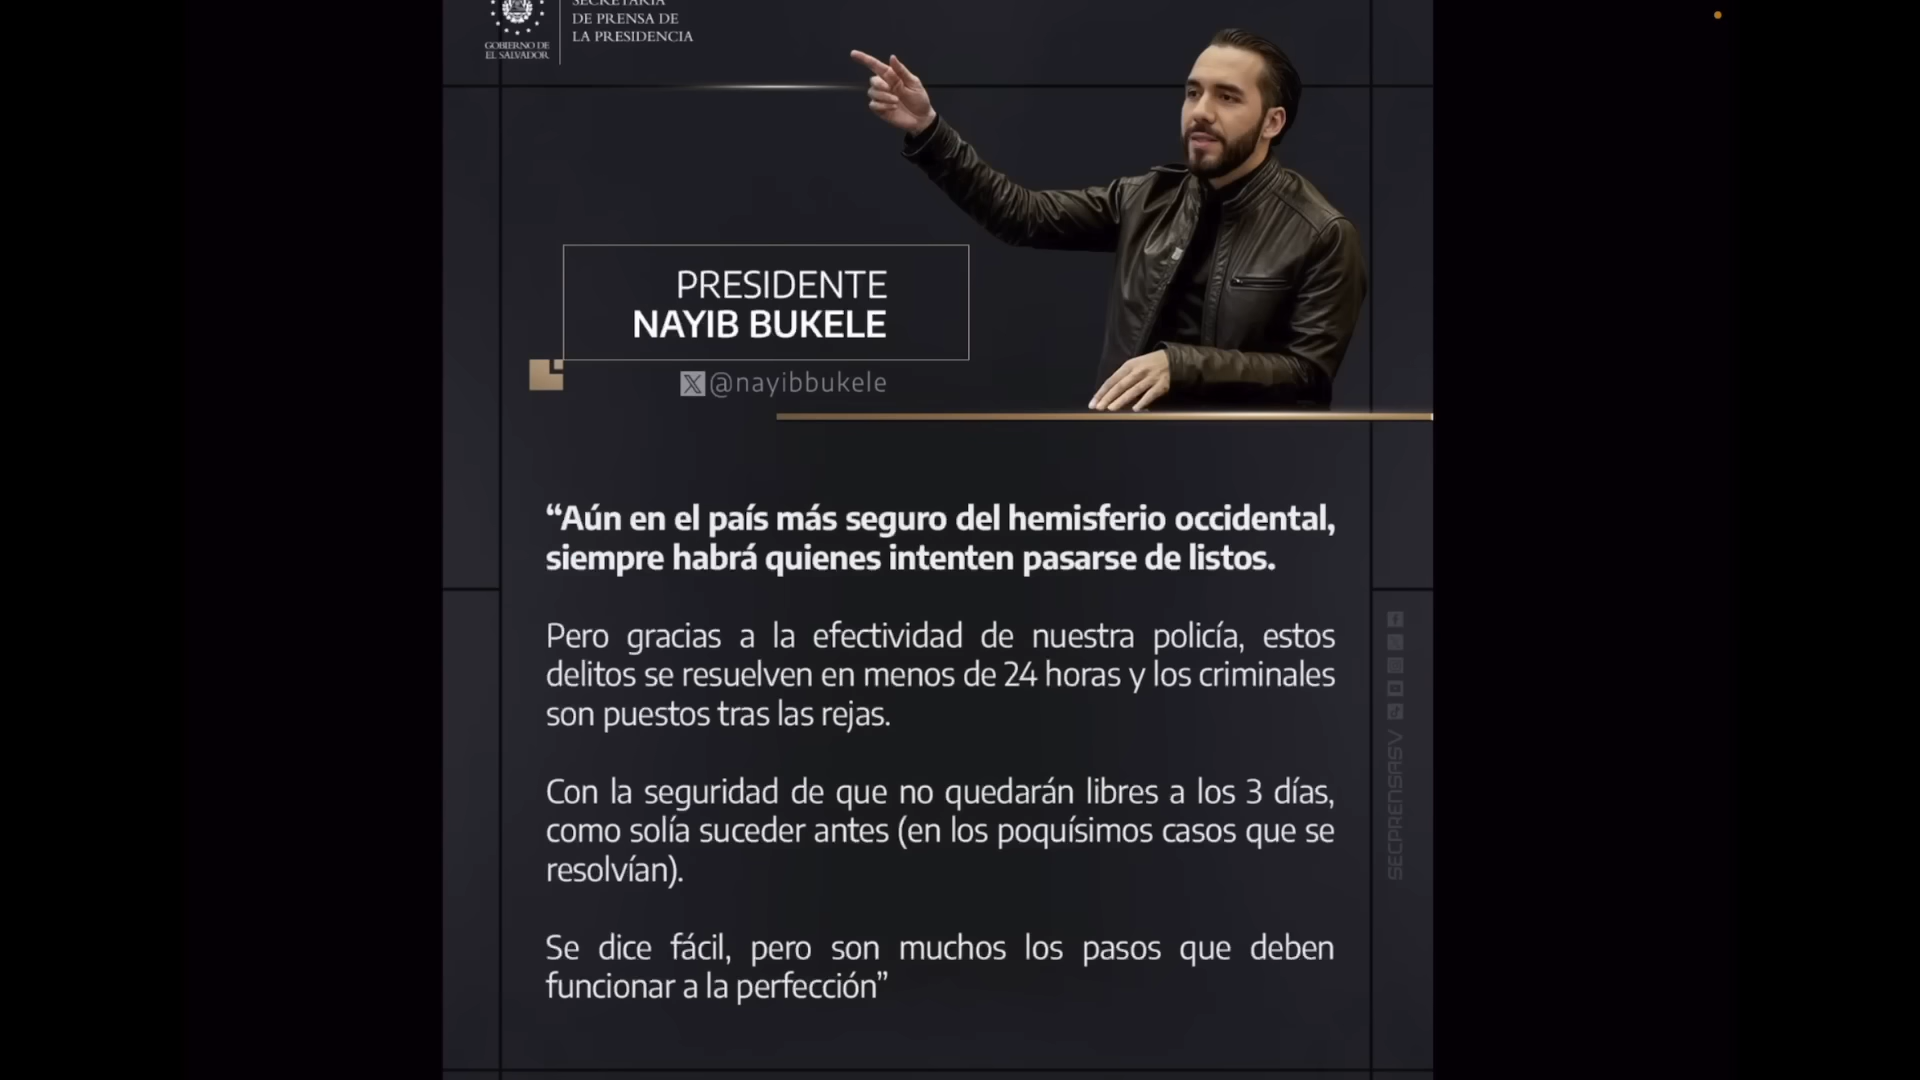 SECRETARÍA
DE PRENSA DE
LA PRESIDENCIA
GOBIERNO DE
EL SALVADOR
PRESIDENTE
NAYIB BUKELE
@nayibbukele
“Aún en el país más seguro del hemisferio occidental,
siempre habrá quienes intenten pasarse de listos.
Pero gracias a la efectividad de nuestra policía, estos
delitos se resuelven en menos de 24 horas y los criminales
son puestos tras las rejas.
Con la seguridad de que no quedarán libres a los 3 días,
como solía suceder antes (en los poquísimos casos que se
resolvían).
Se dice fácil, pero son muchos los pasos que deben
funcionar a la perfección”
SECPRENSASV